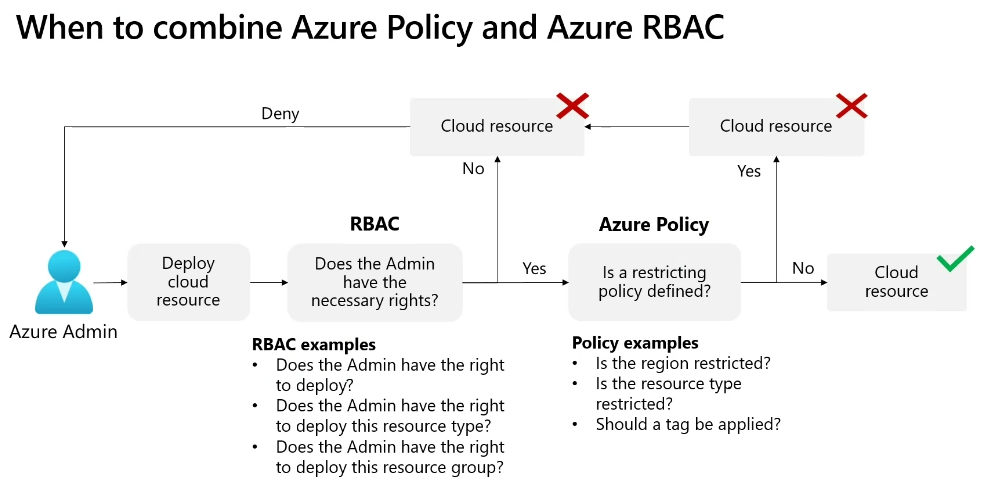 When to combine Azure Policy and Azure RBAC
Deny
Cloud resource
Cloud resource
No
Yes
RBAC
Azure Policy
Deploy
cloud
resource
Does the Admin
have the
necessary rights?
Yes
Is a restricting
policy defined?
No
Cloud
resource
Azure Admin
RBAC examples
• Does the Admin have the right
to deploy?
• Does the Admin have the right
to deploy this resource type?
• Does the Admin have the right
to deploy this resource group?
Policy examples
• Is the region restricted?
• Is the resource type
restricted?
• Should a tag be applied?